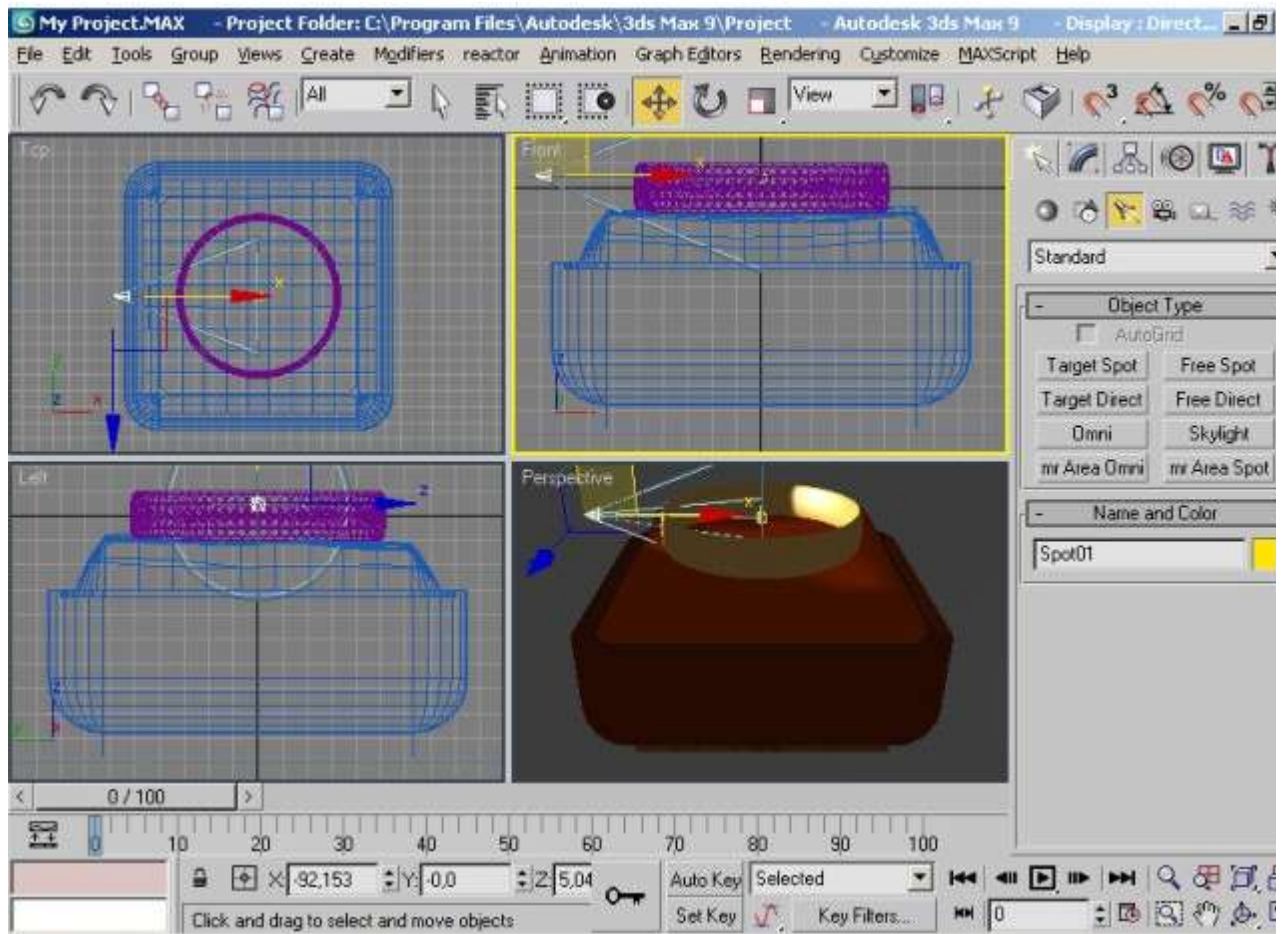 My Project.MAX - Project Folder: C:\Program Files\Autodesk\3ds Max 9\Project - Autodesk 3ds Max 9 - Display : Direct...
File Edit Tools Group Views Create Modifiers reactor Animation Graph Editors Rendering Customize MAXScript Help
All
View
3
%
Top
Front
Standard
- Object Type
AutoGrid
Target Spot Free Spot
Target Direct Free Direct
Omni Skylight
mr Area Omni mr Area Spot
Left
Perspective
- Name and Color
Spot01
0 / 100
0 10 20 30 40 50 60 70 80 90 100
X: -92,153 Y: -0,0 Z: 5,04
Auto Key Selected
Click and drag to select and move objects
Set Key Key Filters...
0